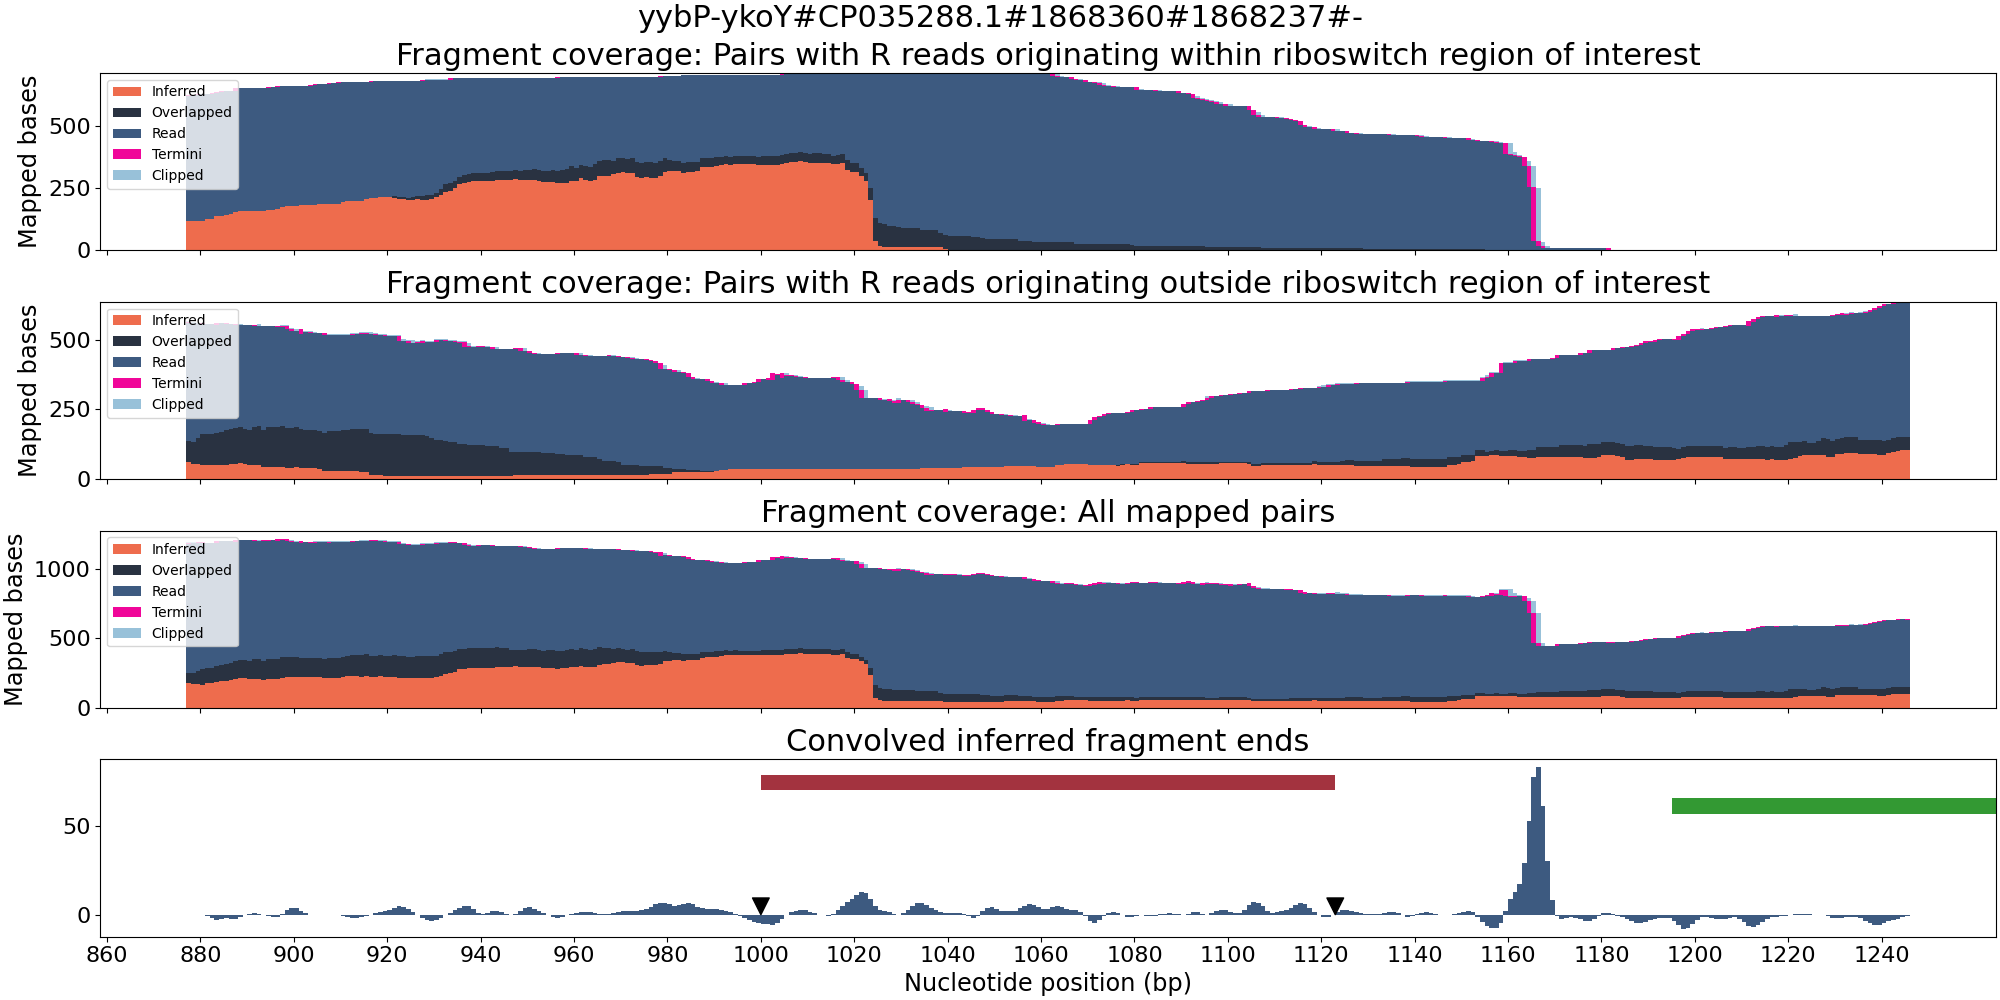 yybP-ykoY#CP035288.1#1868360#1868237#-
Fragment coverage: Pairs with R reads originating within riboswitch region of interest
Mapped bases
500
250
0
Inferred
Overlapped
Read
Termini
Clipped
Fragment coverage: Pairs with R reads originating outside riboswitch region of interest
Mapped bases
500
250
0
Inferred
Overlapped
Read
Termini
Clipped
Fragment coverage: All mapped pairs
Mapped bases
1000
500
0
Inferred
Overlapped
Read
Termini
Clipped
Convolved inferred fragment ends
50
0
860 880 900 920 940 960 980 1000 1020 1040 1060 1080 1100 1120 1140 1160 1180 1200 1220 1240
Nucleotide position (bp)